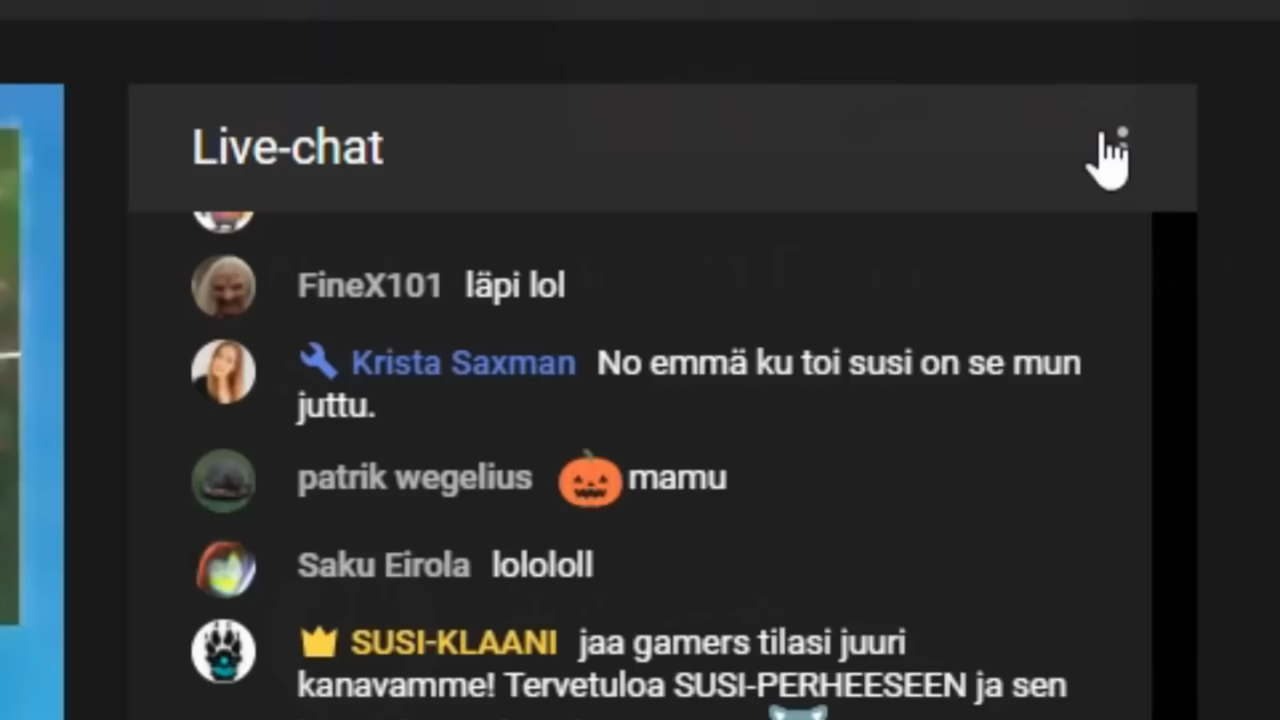 Live-chat
FineX101 läpi lol
Krista Saxman No emmä ku toi susi on se mun
juttu.
patrik wegelius 🎃mamu
Saku Eirola lolololl
SUSI-KLAANI jaa gamers tilasi juuri
kanavamme! Tervetuloa SUSI-PERHEESEEN ja sen